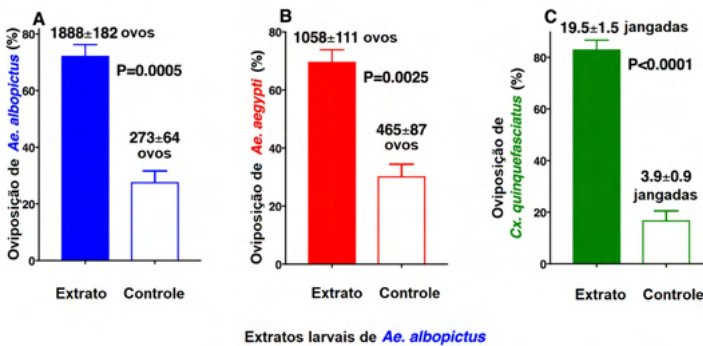 A
1888±182 ovos
P=0.0005
273±64
ovos
Oviposição de Ae. albopictus (%)
80
60
40
20
0
Extrato Controle
B
1058±111 ovos
P=0.0025
465±87
ovos
Oviposição de Ae. aegypti (%)
80
60
40
20
0
Extrato Controle
C
19.5±1.5 jangadas
P<0.0001
3.9±0.9
jangadas
Oviposição de
Cx. quinquefasciatus (%)
80
60
40
20
0
Extrato Controle
Extratos larvais de Ae. albopictus